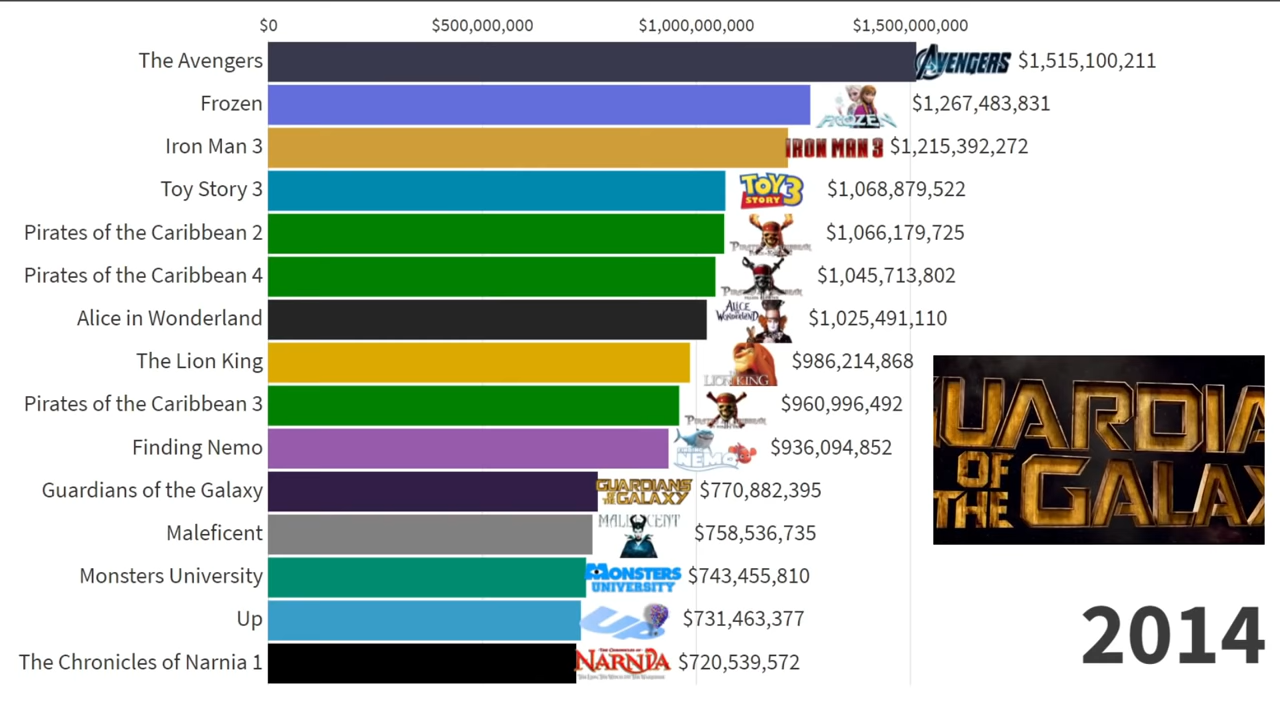 $0 $500,000,000 $1,000,000,000 $1,500,000,000
The Avengers AVENGERS $1,515,100,211
Frozen FROZEN $1,267,483,831
Iron Man 3 IRON MAN 3 $1,215,392,272
Toy Story 3 TOY STORY 3 $1,068,879,522
Pirates of the Caribbean 2 $1,066,179,725
Pirates of the Caribbean 4 $1,045,713,802
Alice in Wonderland ALICE IN WONDERLAND $1,025,491,110
The Lion King LION KING $986,214,868
Pirates of the Caribbean 3 $960,996,492
Finding Nemo NEMO $936,094,852
Guardians of the Galaxy GUARDIANS OF THE GALAXY $770,882,395
Maleficent MALEFICENT $758,536,735
Monsters University MONSTERS UNIVERSITY $743,455,810
Up UP $731,463,377
The Chronicles of Narnia 1 NARNIA $720,539,572
GUARDIA
OF
THE GALAX
2014